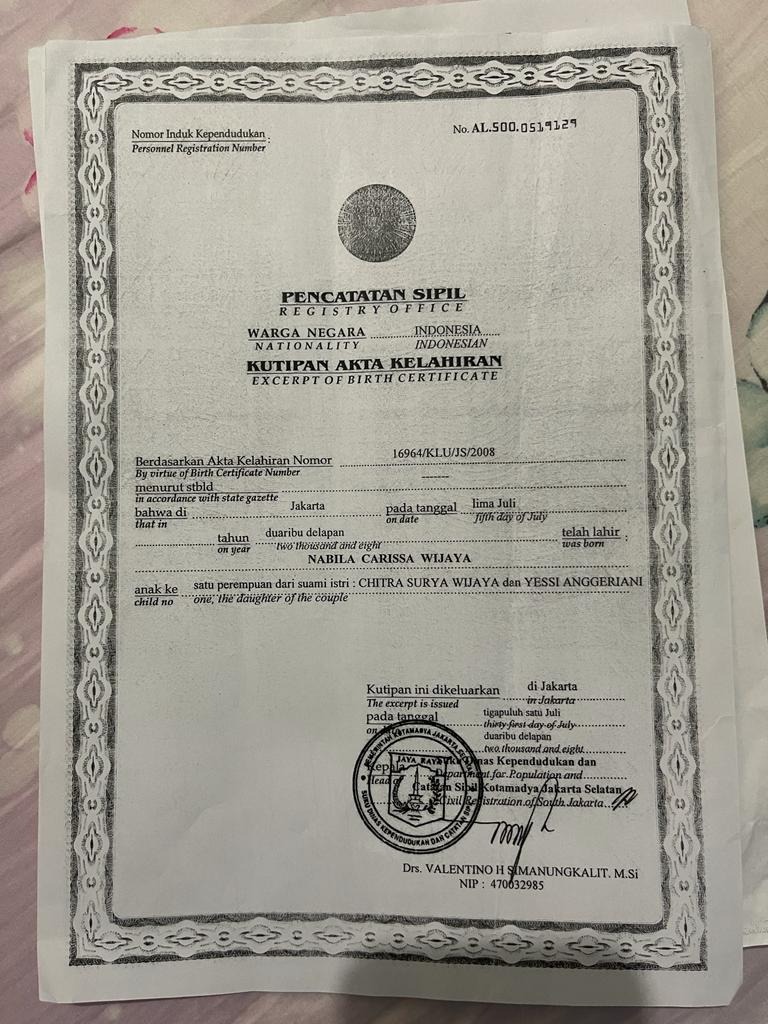 Nomor Induk Kependudukan :
Personnel Registration Number
No. AL.500.0519129
PENCATATAN SIPIL
REGISTRY OFFICE
WARGA NEGARA INDONESIA
NATIONALITY INDONESIAN
KUTIPAN AKTA KELAHIRAN
EXCERPT OF BIRTH CERTIFICATE
Berdasarkan Akta Kelahiran Nomor 16964/KLU/JS/2008
By virtue of Birth Certificate Number
menurut stbld -------
in accordance with state gazette
bahwa di Jakarta pada tanggal lima Juli
that in on date fifth day of July
tahun duaribu delapan telah lahir :
on year two thousand and eight was born
NABILA CARISSA WIJAYA
anak ke satu perempuan dari suami istri : CHITRA SURYA WIJAYA dan YESSI ANGGERIANI
child no one, the daughter of the couple
Kutipan ini dikeluarkan di Jakarta
The excerpt is issued in Jakarta
pada tanggal tigapuluh satu Juli
on thirty first day of July
duaribu delapan
two thousand and eight
Kepala Suku Dinas Kependudukan dan
Head of Department for Population and
Catatan Sipil Kotamadya Jakarta Selatan
Civil Registration of South Jakarta
PEMERINTAH KOTAMADYA JAKARTA SELATAN
JAYA RAYA
SUKU DINAS KEPENDUDUKAN DAN CATATAN SIPIL
Drs. VALENTINO H SIMANUNGKALIT. M.Si
NIP : 470032985